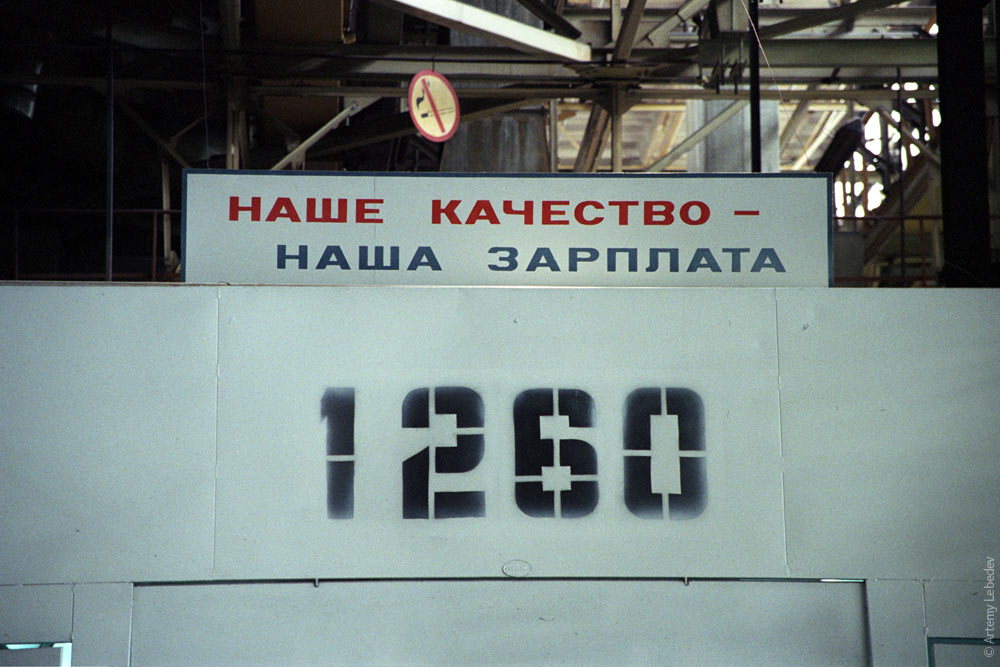 НАШЕ КАЧЕСТВО –
НАША ЗАРПЛАТА
1260
© Artemy Lebedev